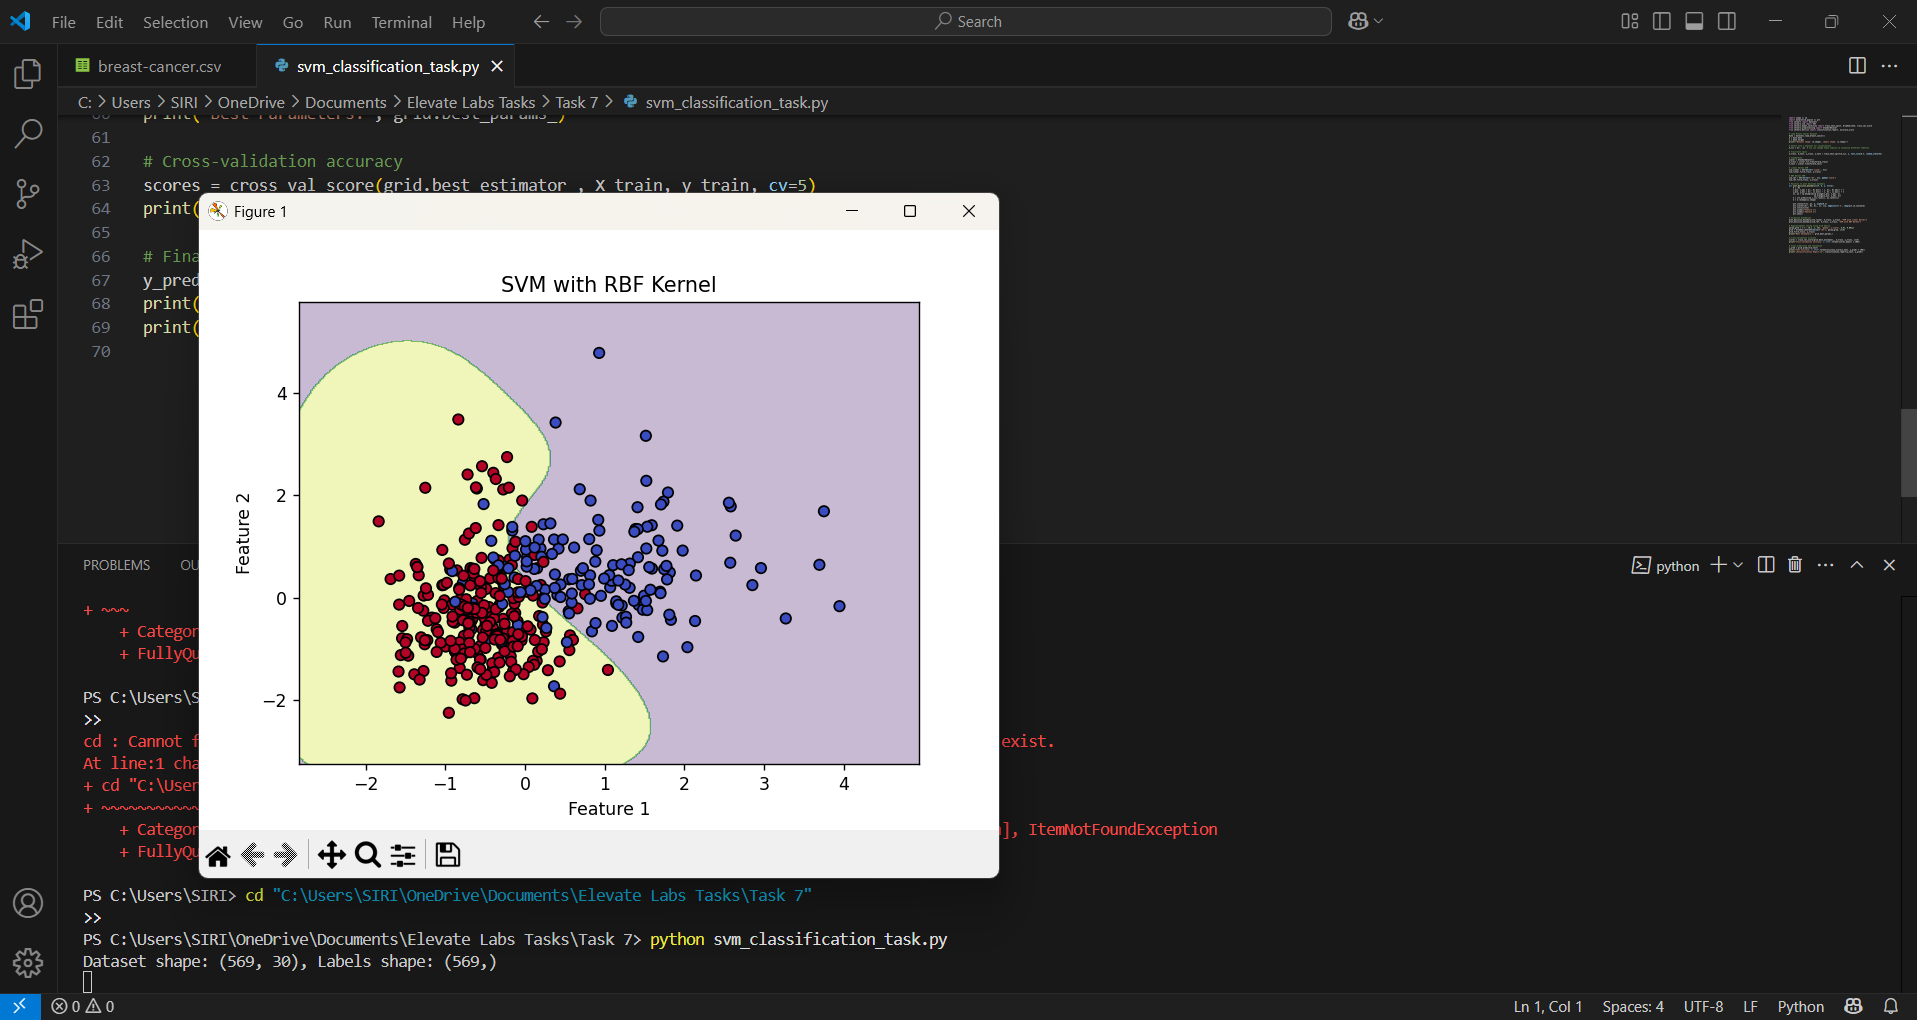 File Edit Selection View Go Run Terminal Help
Search
breast-cancer.csv
svm_classification_task.py
C: > Users > SIRI > OneDrive > Documents > Elevate Labs Tasks > Task 7 > svm_classification_task.py
60 print("Best Parameters:", grid.best_params_)
61
62 # Cross-validation accuracy
63 scores = cross_val_score(grid.best_estimator_, X_train, y_train, cv=5)
64 print(
65
66 # Fina
67 y_pred
68 print(
69 print(
70
Figure 1
SVM with RBF Kernel
4
2
0
−2
Feature 2
−2 −1 0 1 2 3 4
Feature 1
PROBLEMS OU
python
+ ~~~
+ Categor
+ FullyQu
PS C:\Users\S
>>
cd : Cannot f exist.
At line:1 cha
+ cd "C:\User
+ ~~~~~~~~~~~
+ Categor ], ItemNotFoundException
+ FullyQu
PS C:\Users\SIRI> cd "C:\Users\SIRI\OneDrive\Documents\Elevate Labs Tasks\Task 7"
>>
PS C:\Users\SIRI\OneDrive\Documents\Elevate Labs Tasks\Task 7> python svm_classification_task.py
Dataset shape: (569, 30), Labels shape: (569,)
0 0
Ln 1, Col 1 Spaces: 4 UTF-8 LF Python